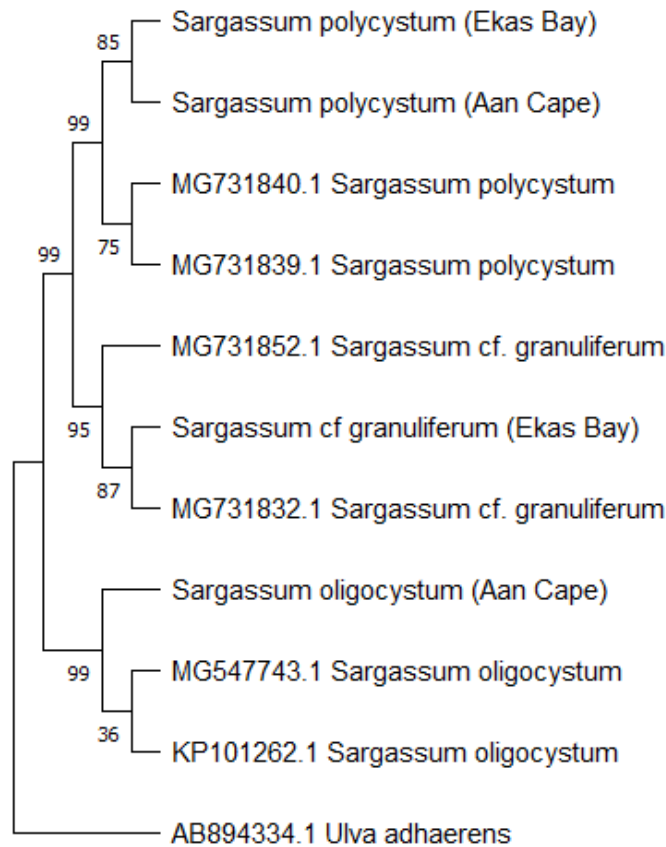 Sargassum polycystum (Ekas Bay)
85
Sargassum polycystum (Aan Cape)
99
MG731840.1 Sargassum polycystum
75
MG731839.1 Sargassum polycystum
99
MG731852.1 Sargassum cf. granuliferum
95
Sargassum cf granuliferum (Ekas Bay)
87
MG731832.1 Sargassum cf. granuliferum
Sargassum oligocystum (Aan Cape)
99
MG547743.1 Sargassum oligocystum
36
KP101262.1 Sargassum oligocystum
AB894334.1 Ulva adhaerens